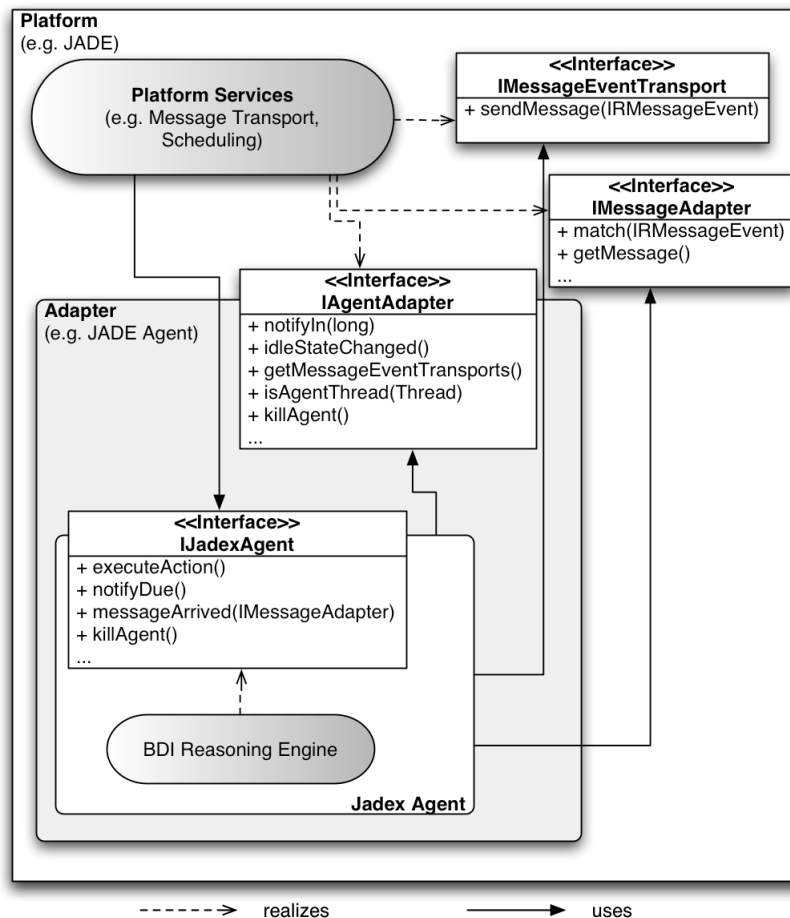 Platform
(e.g. JADE)
Platform Services
(e.g. Message Transport,
Scheduling)
<<Interface>>
IMessageEventTransport
+ sendMessage(IRMessageEvent)
<<Interface>>
IMessageAdapter
+ match(IRMessageEvent)
+ getMessage()
...
Adapter
(e.g. JADE Agent)
<<Interface>>
IAgentAdapter
+ notifyIn(long)
+ idleStateChanged()
+ getMessageEventTransports()
+ isAgentThread(Thread)
+ killAgent()
...
<<Interface>>
IJadexAgent
+ executeAction()
+ notifyDue()
+ messageArrived(IMessageAdapter)
+ killAgent()
...
BDI Reasoning Engine
Jadex Agent
realizes
uses